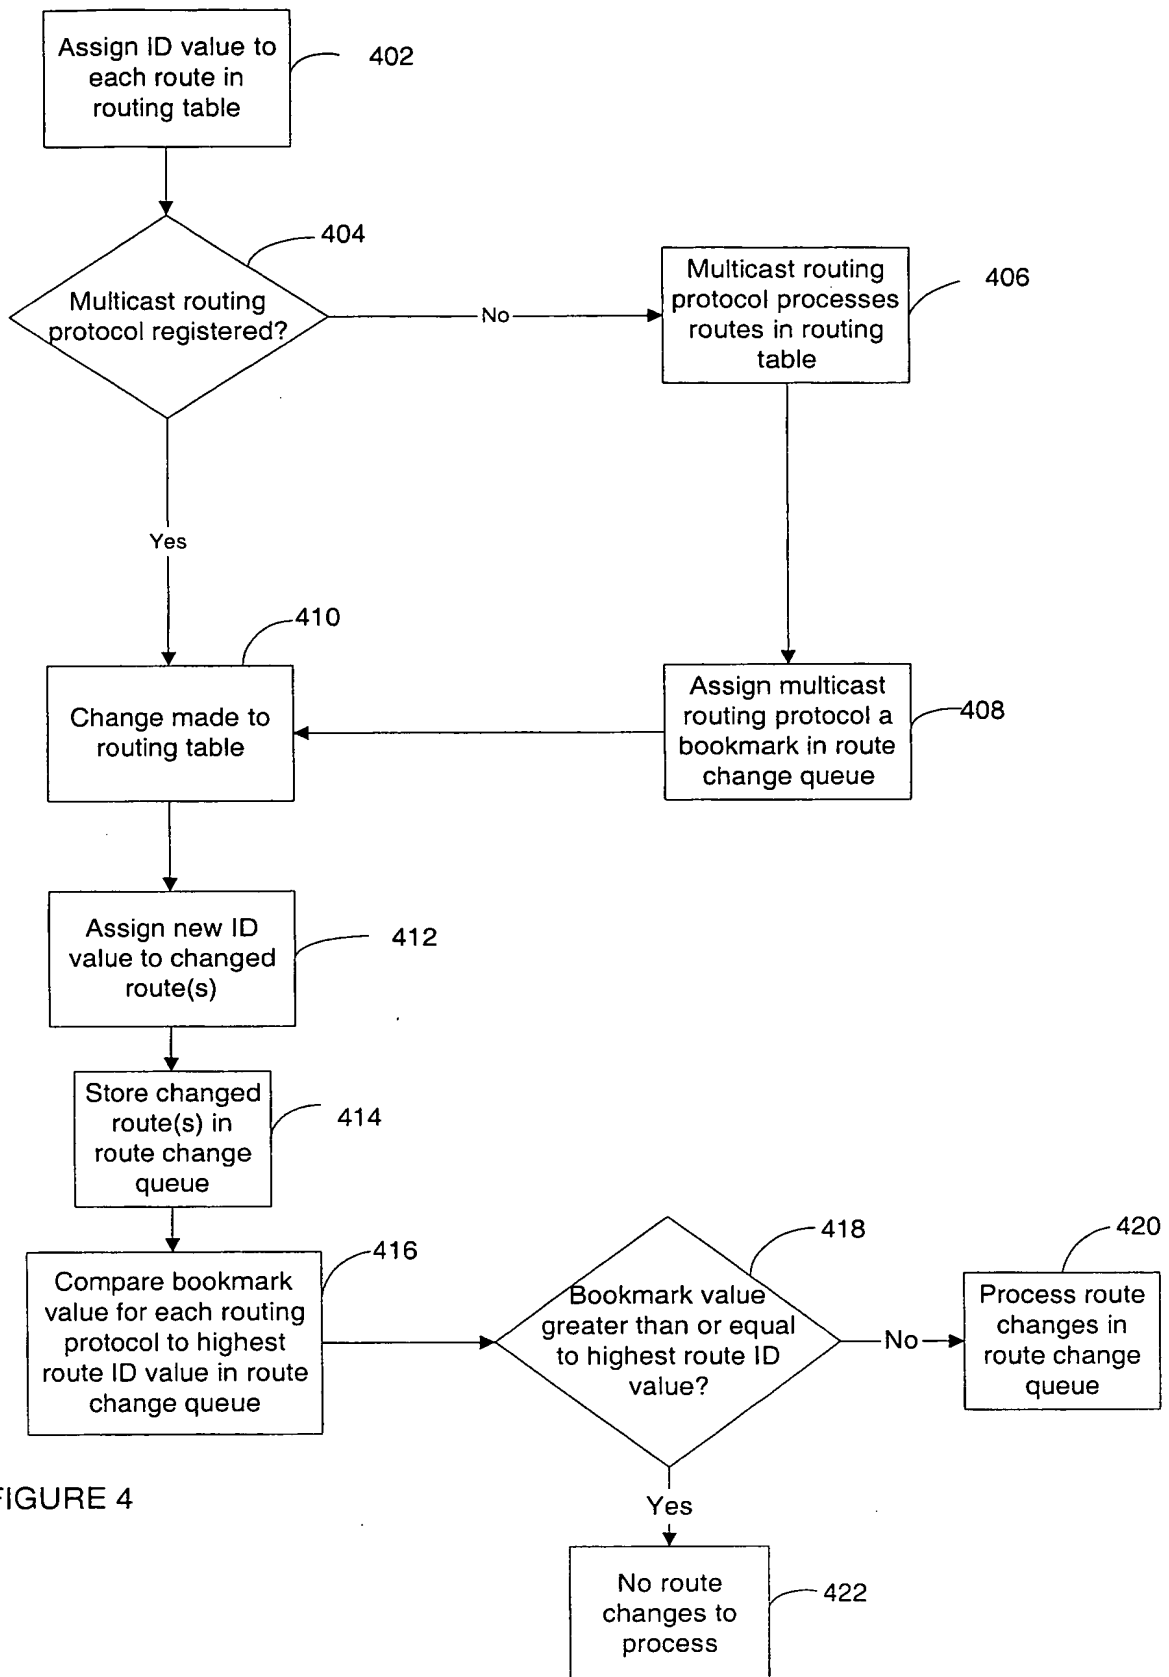 Assign ID value to
each route in
routing table
402
404
Multicast routing
protocol registered?
No
Multicast routing
protocol processes
routes in routing
table
406
Yes
410
Change made to
routing table
Assign multicast
routing protocol a
bookmark in route
change queue
408
Assign new ID
value to changed
route(s)
412
Store changed
route(s) in
route change
queue
414
416
Compare bookmark
value for each routing
protocol to highest
route ID value in route
change queue
418
Bookmark value
greater than or equal
to highest route ID
value?
No
420
Process route
changes in
route change
queue
FIGURE 4
Yes
No route
changes to
process
422